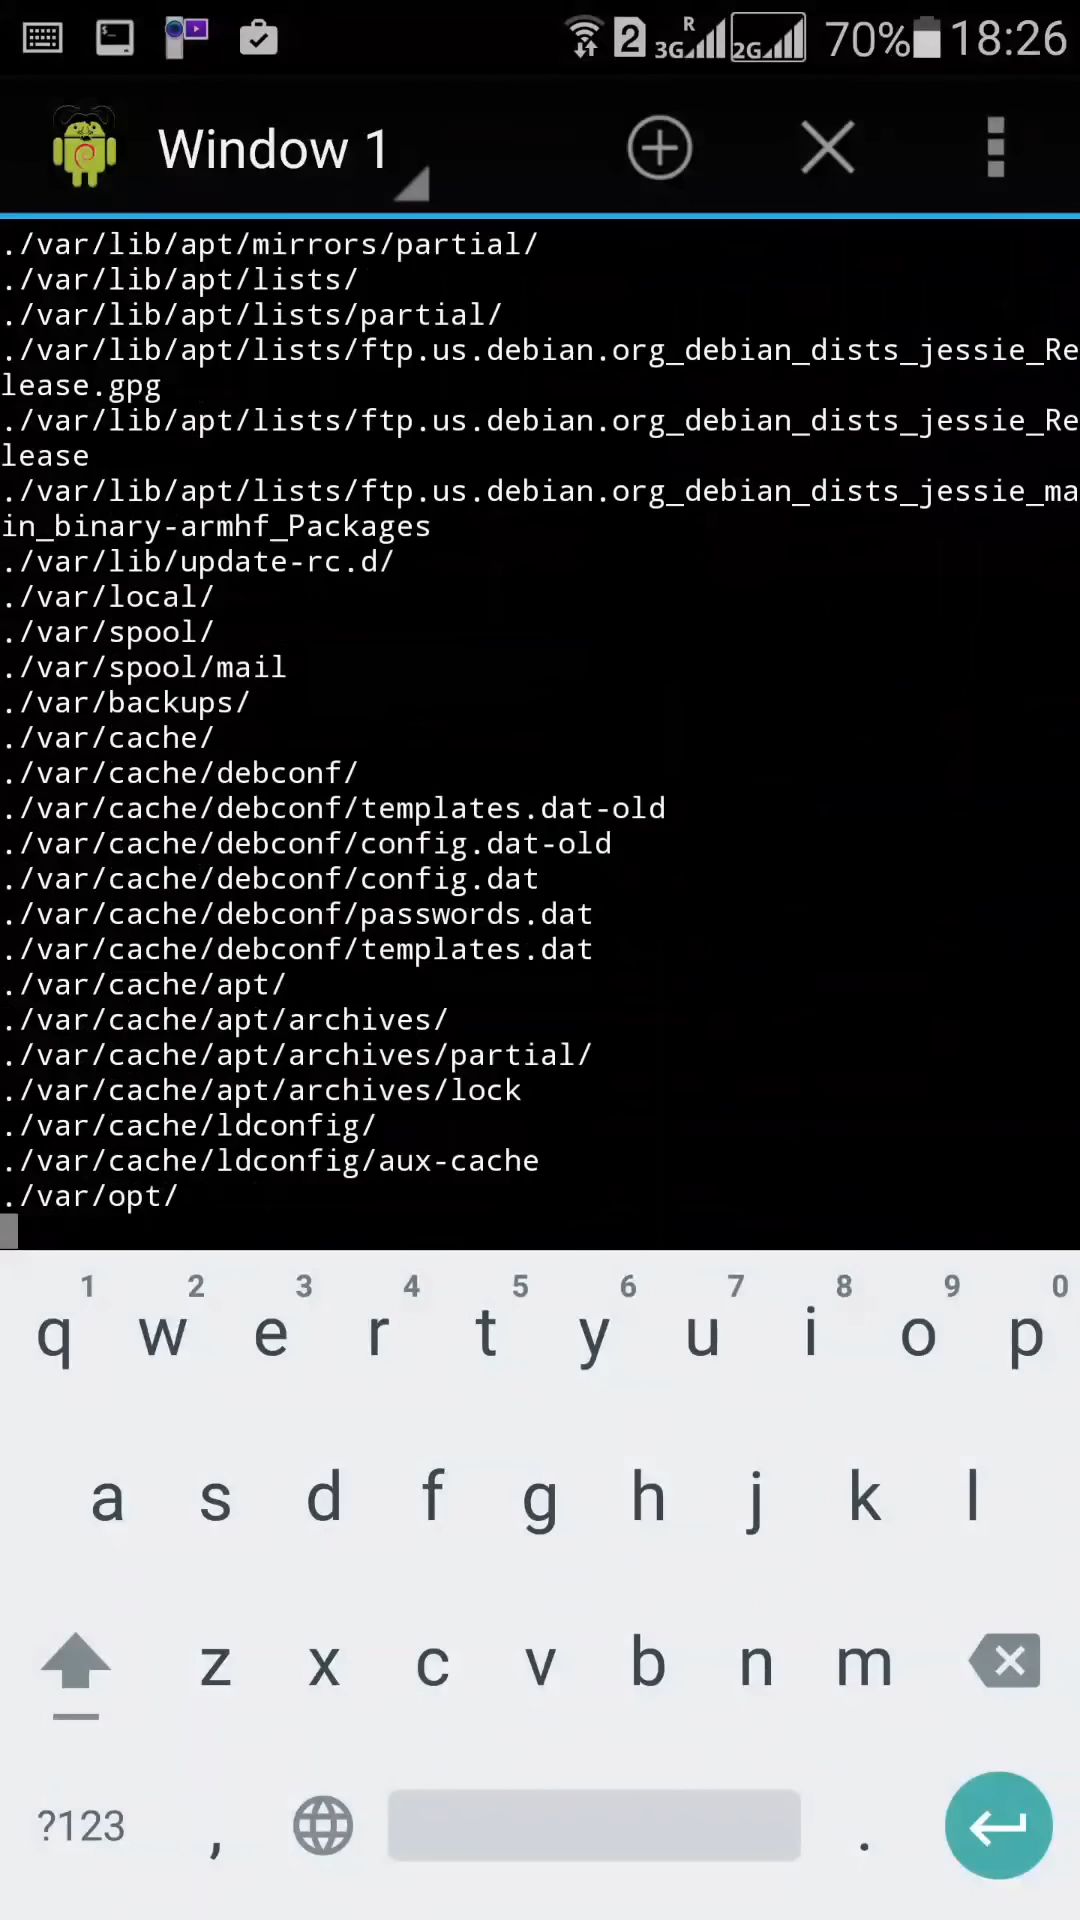 2 3G R 2G 70% 18:26
Window 1
./var/lib/apt/mirrors/partial/
./var/lib/apt/lists/
./var/lib/apt/lists/partial/
./var/lib/apt/lists/ftp.us.debian.org_debian_dists_jessie_Re
lease.gpg
./var/lib/apt/lists/ftp.us.debian.org_debian_dists_jessie_Re
lease
./var/lib/apt/lists/ftp.us.debian.org_debian_dists_jessie_ma
in_binary-armhf_Packages
./var/lib/update-rc.d/
./var/local/
./var/spool/
./var/spool/mail
./var/backups/
./var/cache/
./var/cache/debconf/
./var/cache/debconf/templates.dat-old
./var/cache/debconf/config.dat-old
./var/cache/debconf/config.dat
./var/cache/debconf/passwords.dat
./var/cache/debconf/templates.dat
./var/cache/apt/
./var/cache/apt/archives/
./var/cache/apt/archives/partial/
./var/cache/apt/archives/lock
./var/cache/ldconfig/
./var/cache/ldconfig/aux-cache
./var/opt/
1 2 3 4 5 6 7 8 9 0
q w e r t y u i o p
a s d f g h j k l
z x c v b n m
?123 , .